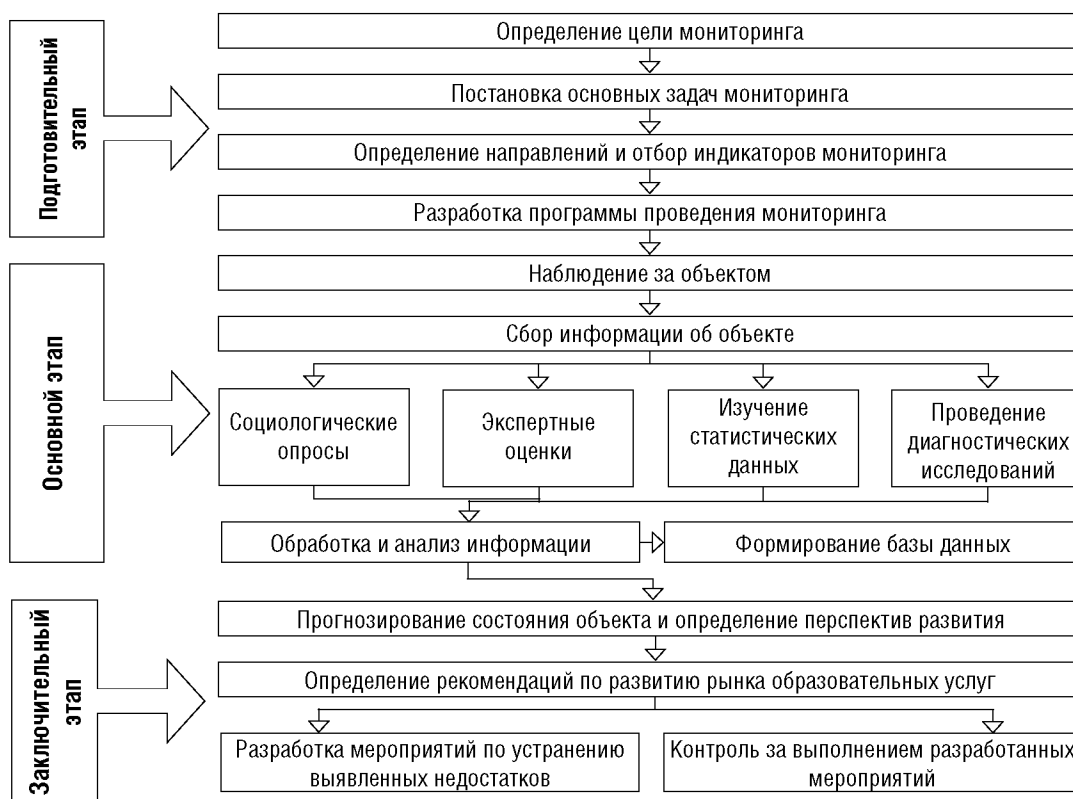 Подготовительный
этап
Определение цели мониторинга
Постановка основных задач мониторинга
Определение направлений и отбор индикаторов мониторинга
Разработка программы проведения мониторинга
Основной этап
Наблюдение за объектом
Сбор информации об объекте
Социологические
опросы
Экспертные
оценки
Изучение
статистических
данных
Проведение
диагностических
исследований
Обработка и анализ информации
Формирование базы данных
Заключительный
этап
Прогнозирование состояния объекта и определение перспектив развития
Определение рекомендаций по развитию рынка образовательных услуг
Разработка мероприятий по устранению
выявленных недостатков
Контроль за выполнением разработанных
мероприятий